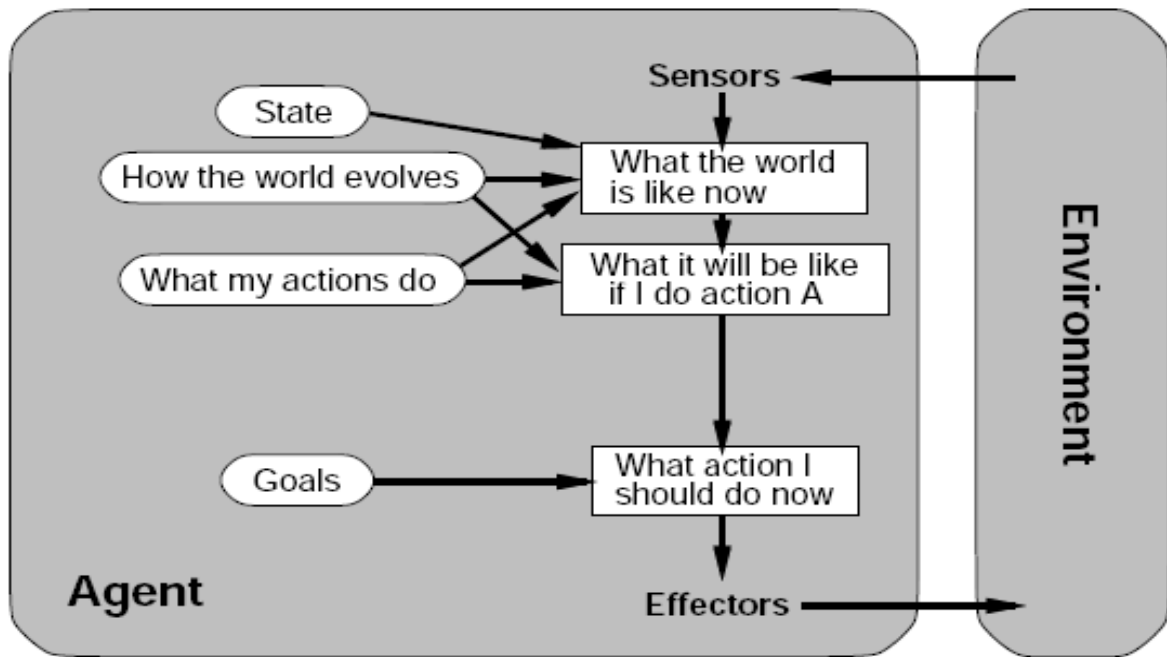 Sensors
State
What the world
is like now
How the world evolves
What my actions do
What it will be like
if I do action A
Goals
What action I
should do now
Agent
Effectors
Environment